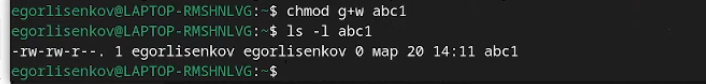 egorlisenkov@LAPTOP-RMSHNLVG:~$ chmod g+w abc1
egorlisenkov@LAPTOP-RMSHNLVG:~$ ls -l abc1
-rw-rw-r--. 1 egorlisenkov egorlisenkov 0 мар 20 14:11 abc1
egorlisenkov@LAPTOP-RMSHNLVG:~$